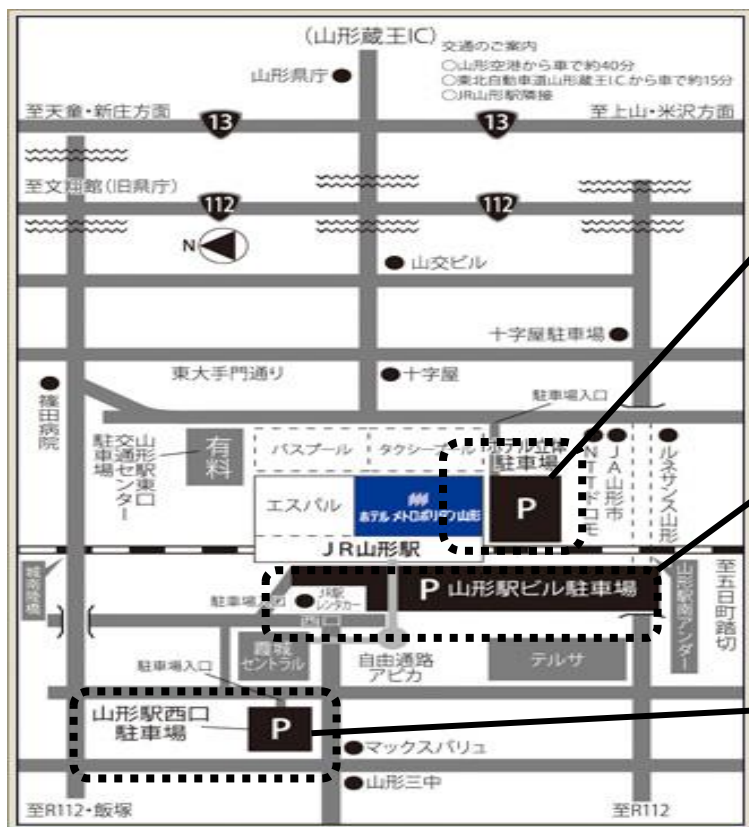 (山形蔵王IC)
交通のご案内
○山形空港から車で約40分
○東北自動車道山形蔵王ICから車で約15分
○JR山形駅隣接
山形県庁
至天童・新庄方面
13
13
至上山・米沢方面
至文翔館(旧県庁)
112
112
N
山交ビル
十字屋駐車場
東大手門通り
十字屋
駐車場入口
篠田病院
山形駅東口
交通センター
駐車場
有料
バスプール
タクシープール
ホテル立体
駐車場
NTTドコモ
JA山形市
ルネサンス山形
エスパル
ホテルメトロポリタン山形
P
JR山形駅
城南陸橋
駐車場入口
JR駅
レンタカー
P 山形駅ビル駐車場
山形駅南アンダー
至五日町踏切
西口
霞城
セントラル
自由通路
アピカ
テルサ
駐車場入口
山形駅西口
駐車場
P
マックスバリュ
山形三中
至R112・飯塚
至R112